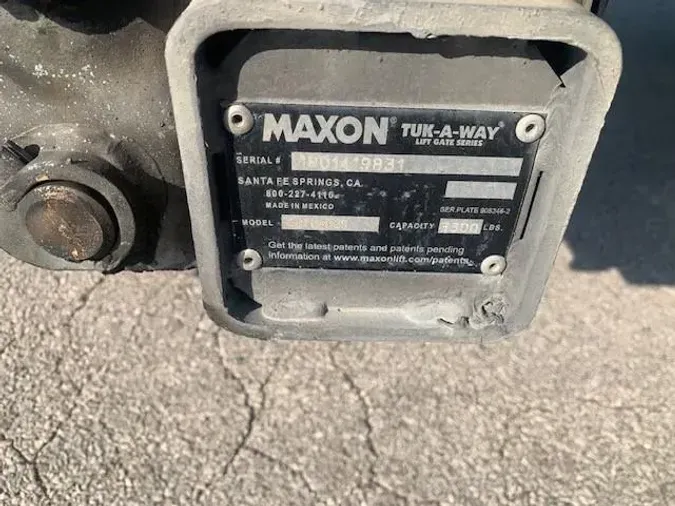 MAXON® TUK-A-WAY®
LIFT GATE SERIES
SERIAL #
SANTA FE SPRINGS, CA.
800-227-4116
MADE IN MEXICO
SER.PLATE 905346-2
MODEL CAPACITY LBS.
Get the latest patents and patents pending
information at www.maxonlift.com/patents